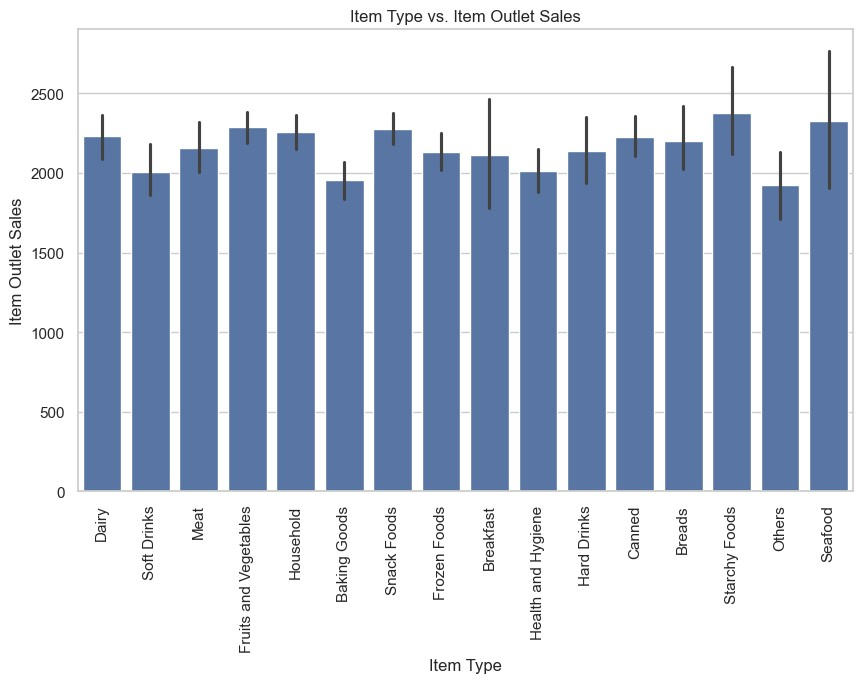 Item Type vs. Item Outlet Sales
Item Outlet Sales
2500
2000
1500
1000
500
0
Dairy
Soft Drinks
Meat
Fruits and Vegetables
Household
Baking Goods
Snack Foods
Frozen Foods
Breakfast
Health and Hygiene
Hard Drinks
Canned
Breads
Starchy Foods
Others
Seafood
Item Type